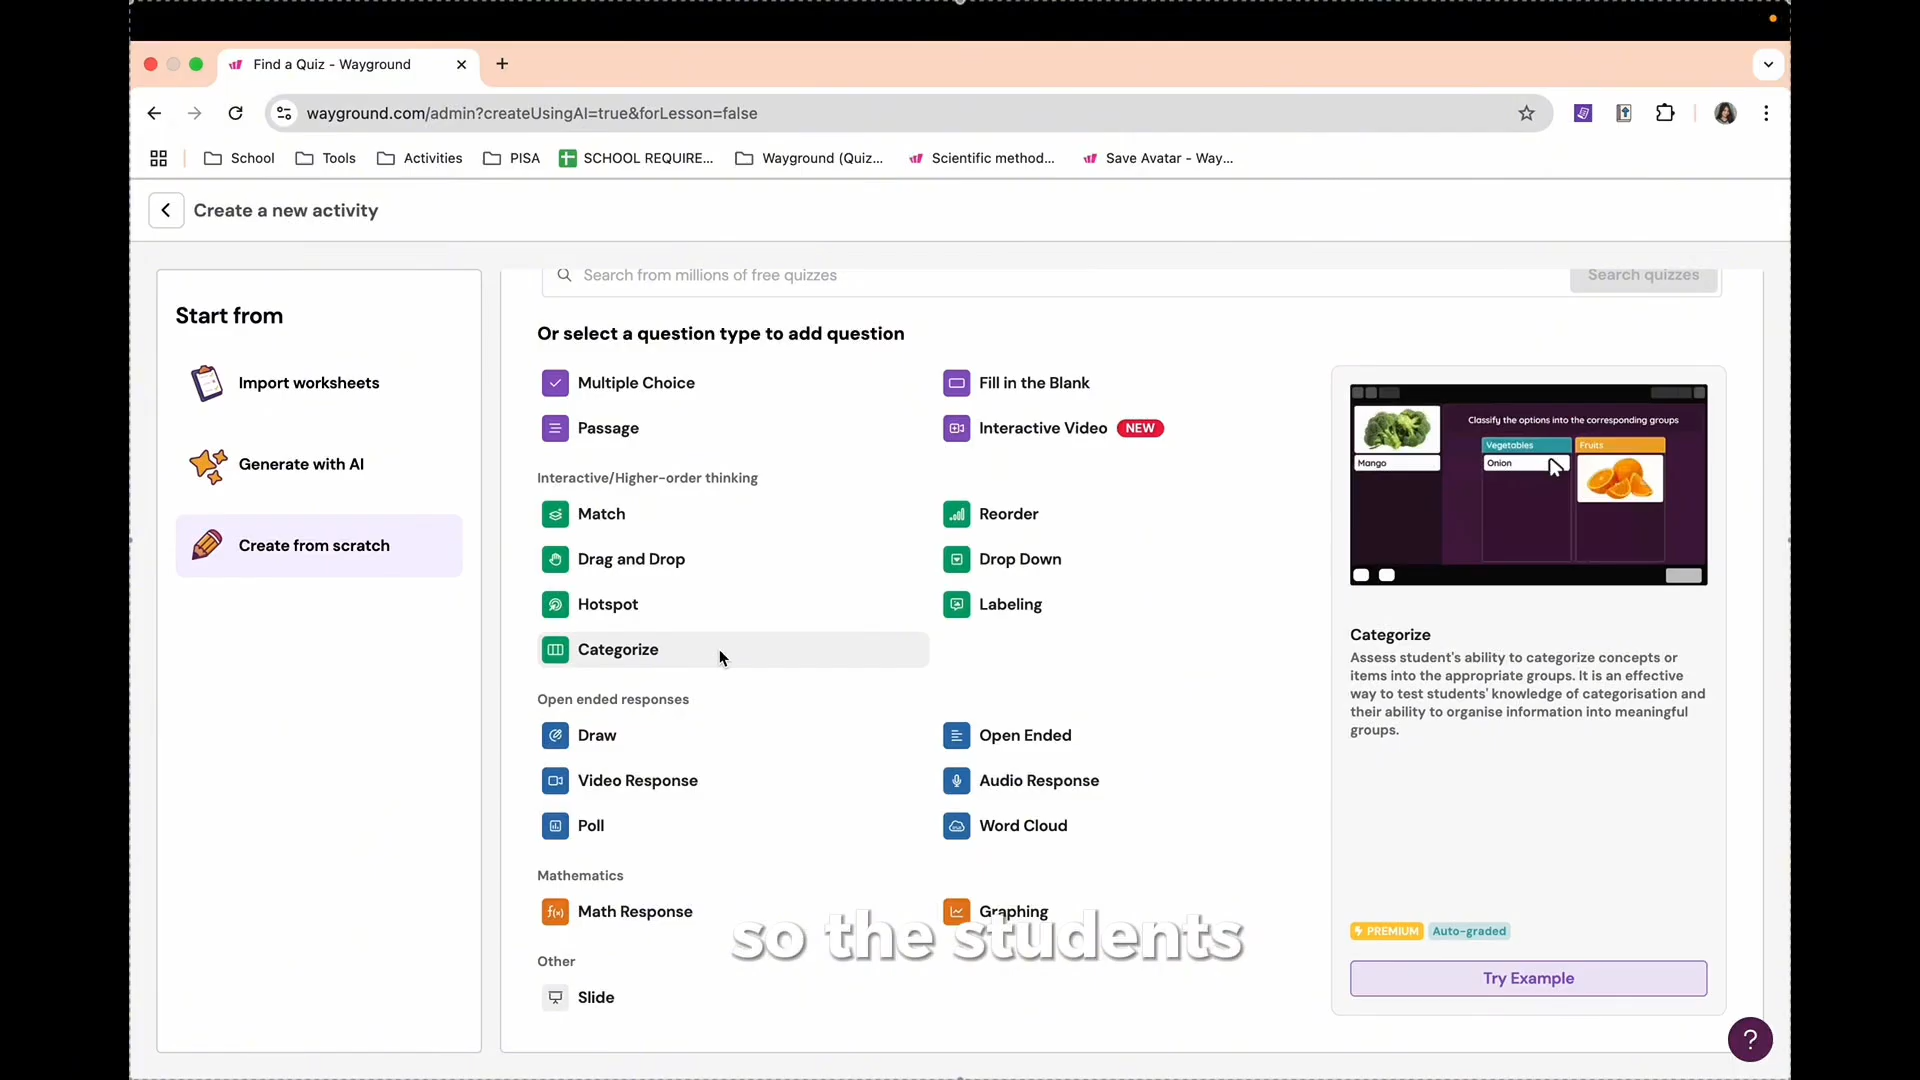 Find a Quiz - Wayground
wayground.com/admin?createUsingAI=true&forLesson=false
School
Tools
Activities
PISA
SCHOOL REQUIRE...
Wayground (Quiz...
Scientific method...
Save Avatar - Way...
Create a new activity
Start from
Import worksheets
Generate with AI
Create from scratch
Search from millions of free quizzes
Search quizzes
Or select a question type to add question
Multiple Choice
Fill in the Blank
Passage
Interactive Video NEW
Interactive/Higher-order thinking
Match
Reorder
Drag and Drop
Drop Down
Hotspot
Labeling
Categorize
Open ended responses
Draw
Open Ended
Video Response
Audio Response
Poll
Word Cloud
Mathematics
f(x) Math Response
Graphing
Other
Slide
Classify the options into the corresponding groups
Vegetables
Fruits
Mango
Onion
Categorize
Assess student's ability to categorize concepts or
items into the appropriate groups. It is an effective
way to test students' knowledge of categorisation and
their ability to organise information into meaningful
groups.
PREMIUM
Auto-graded
Try Example
?
so the students